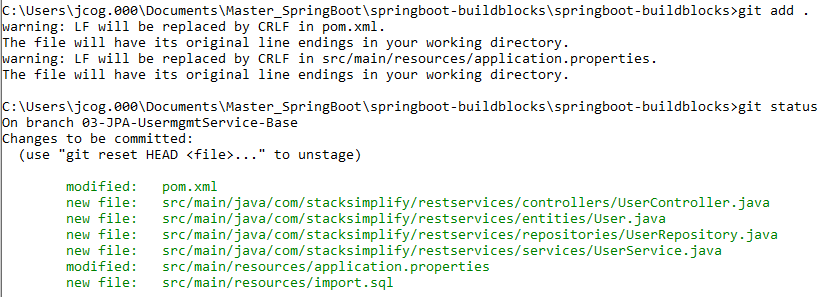 C:\Users\jcog.000\Documents\Master_SpringBoot\springboot-buildblocks\springboot-buildblocks>git add .
warning: LF will be replaced by CRLF in pom.xml.
The file will have its original line endings in your working directory.
warning: LF will be replaced by CRLF in src/main/resources/application.properties.
The file will have its original line endings in your working directory.
C:\Users\jcog.000\Documents\Master_SpringBoot\springboot-buildblocks\springboot-buildblocks>git status
On branch 03-JPA-UsermgmtService-Base
Changes to be committed:
  (use "git reset HEAD <file>..." to unstage)
        modified:   pom.xml
        new file:   src/main/java/com/stacksimplify/restservices/controllers/UserController.java
        new file:   src/main/java/com/stacksimplify/restservices/entities/User.java
        new file:   src/main/java/com/stacksimplify/restservices/repositories/UserRepository.java
        new file:   src/main/java/com/stacksimplify/restservices/services/UserService.java
        modified:   src/main/resources/application.properties
        new file:   src/main/resources/import.sql